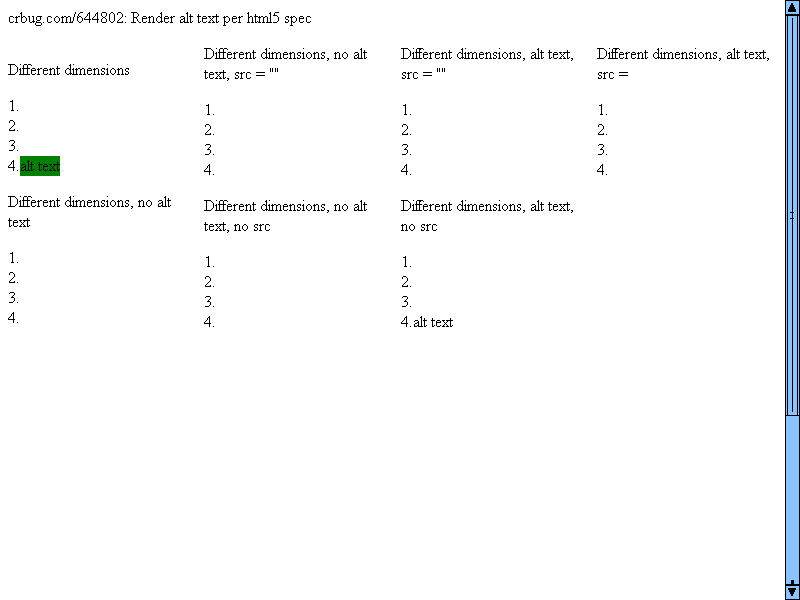 crbug.com/644802: Render alt text per html5 spec
Different dimensions
1.
2.
3.
4.alt text
Different dimensions, no alt
text, src = ""
1.
2.
3.
4.
Different dimensions, alt text,
src = ""
1.
2.
3.
4.
Different dimensions, alt text,
src =
1.
2.
3.
4.
Different dimensions, no alt
text
1.
2.
3.
4.
Different dimensions, no alt
text, no src
1.
2.
3.
4.
Different dimensions, alt text,
no src
1.
2.
3.
4.alt text